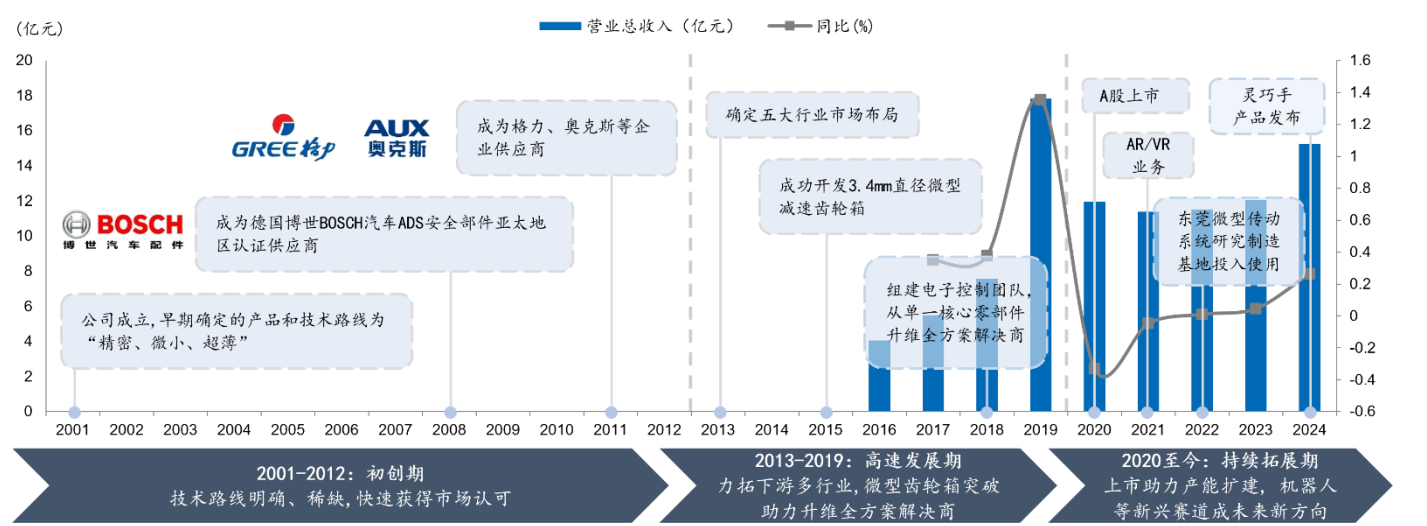 (亿元)
营业总收入（亿元）
同比(%)
20
18
16
14
12
10
8
6
4
2
0
1.6
1.4
1.2
1
0.8
0.6
0.4
0.2
0
-0.2
-0.4
-0.6
GREE格力
AUX
奥克斯
成为格力、奥克斯等企
业供应商
BOSCH
博世汽车配件
成为德国博世BOSCH汽车ADS安全部件亚太地
区认证供应商
公司成立,早期确定的产品和技术路线为
“精密、微小、超薄”
确定五大行业市场布局
成功开发3.4mm直径微型
减速齿轮箱
组建电子控制团队,
从单一核心零部件
升维全方案解决商
A股上市
AR/VR
业务
灵巧手
产品发布
东莞微型传动
系统研究制造
基地投入使用
2001
2002
2003
2004
2005
2006
2007
2008
2009
2010
2011
2012
2013
2014
2015
2016
2017
2018
2019
2020
2021
2022
2023
2024
2001-2012：初创期
技术路线明确、稀缺,快速获得市场认可
2013-2019：高速发展期
力拓下游多行业,微型齿轮箱突破
助力升维全方案解决商
2020至今：持续拓展期
上市助力产能扩建, 机器人
等新兴赛道成未来新方向